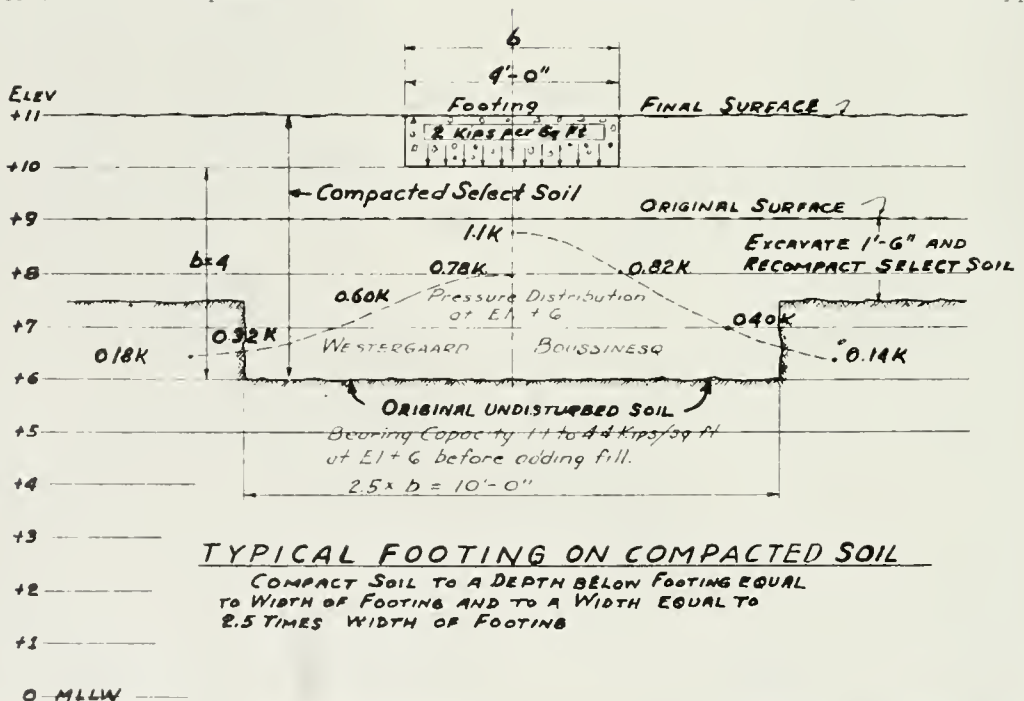 b
4'-0"
ELEV
Footing
FINAL SURFACE
+11
2 Kips per Sq Ft
+10
Compacted Select Soil
ORIGINAL SURFACE
+9
1.1K
EXCAVATE 1'-6" AND
RECOMPACT SELECT SOIL
b=4
+8
0.78K
0.82K
0.60K
Pressure Distribution
at El + 6
+7
0.32K
0.40K
0.18K
WESTERGAARD
BOUSSINESQ
0.14K
+6
ORIGINAL UNDISTURBED SOIL
+5
Bearing Capacity to 4.4 Kips/sq ft
at El + 6 before adding fill.
+4
2.5 x b = 10'-0"
+3
TYPICAL FOOTING ON COMPACTED SOIL
COMPACT SOIL TO A DEPTH BELOW FOOTING EQUAL
+2
TO WIDTH OF FOOTING AND TO A WIDTH EQUAL TO
2.5 TIMES WIDTH OF FOOTING
+1
0 MLLW